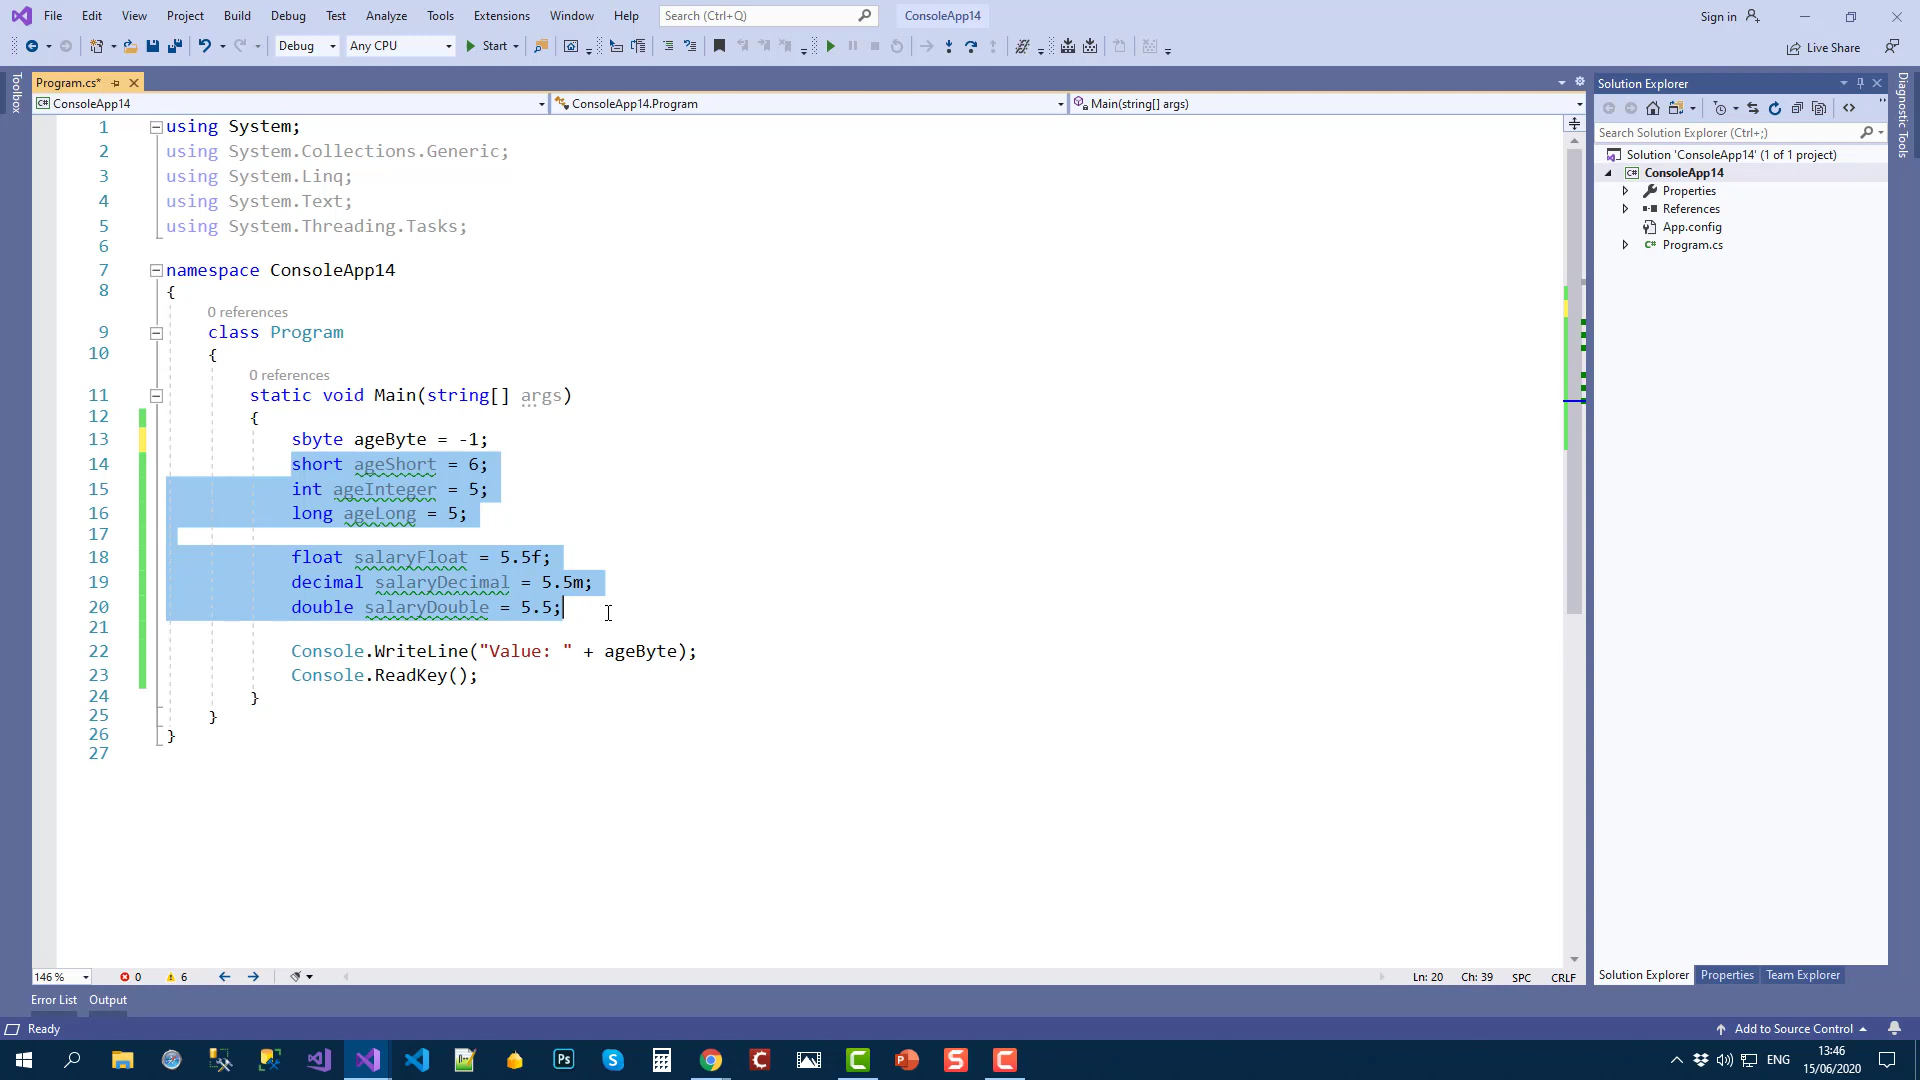 File Edit View Project Build Debug Test Analyze Tools Extensions Window Help Search (Ctrl+Q) ConsoleApp14 Sign in
Debug Any CPU Start Live Share
Toolbox
Program.cs*
ConsoleApp14 ConsoleApp14.Program Main(string[] args)
1 using System;
2 using System.Collections.Generic;
3 using System.Linq;
4 using System.Text;
5 using System.Threading.Tasks;
6
7 namespace ConsoleApp14
8 {
0 references
9 class Program
10 {
0 references
11 static void Main(string[] args)
12 {
13 sbyte ageByte = -1;
14 short ageShort = 6;
15 int ageInteger = 5;
16 long ageLong = 5;
17
18 float salaryFloat = 5.5f;
19 decimal salaryDecimal = 5.5m;
20 double salaryDouble = 5.5;
21
22 Console.WriteLine("Value: " + ageByte);
23 Console.ReadKey();
24 }
25 }
26 }
27
146 % 0 6 Ln: 20 Ch: 39 SPC CRLF
Solution Explorer
Search Solution Explorer (Ctrl+;)
Solution 'ConsoleApp14' (1 of 1 project)
C# ConsoleApp14
Properties
References
App.config
C# Program.cs
Solution Explorer Properties Team Explorer
Diagnostic Tools
Error List Output
Ready Add to Source Control
Ps
ENG
13:46
15/06/2020